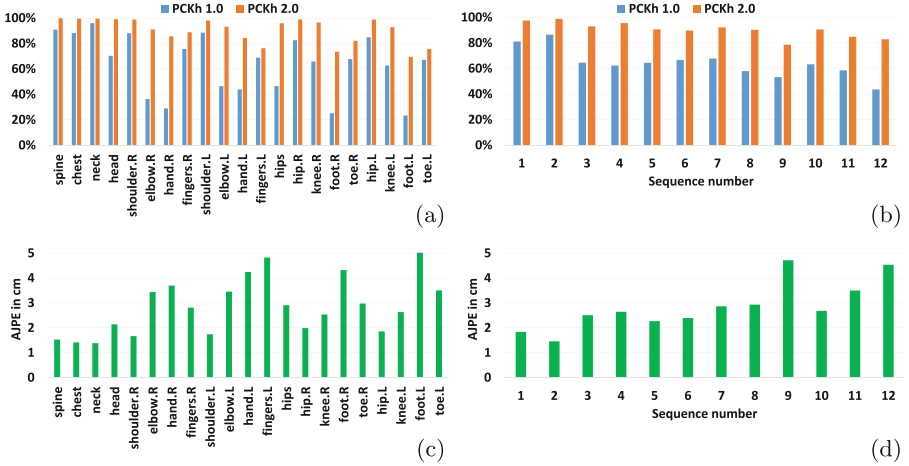 PCKh 1.0 PCKh 2.0
100%
80%
60%
40%
20%
0%
spine chest neck head shoulder.R elbow.R hand.R fingers.R shoulder.L elbow.L hand.L fingers.L hips hip.R knee.R foot.R toe.R hip.L knee.L foot.L toe.L
(a)
PCKh 1.0 PCKh 2.0
100%
80%
60%
40%
20%
0%
1 2 3 4 5 6 7 8 9 10 11 12
Sequence number
(b)
AJPE in cm
5
4
3
2
1
0
spine chest neck head shoulder.R elbow.R hand.R fingers.R shoulder.L elbow.L hand.L fingers.L hips hip.R knee.R foot.R toe.R hip.L knee.L foot.L toe.L
(c)
AJPE in cm
5
4
3
2
1
0
1 2 3 4 5 6 7 8 9 10 11 12
Sequence number
(d)